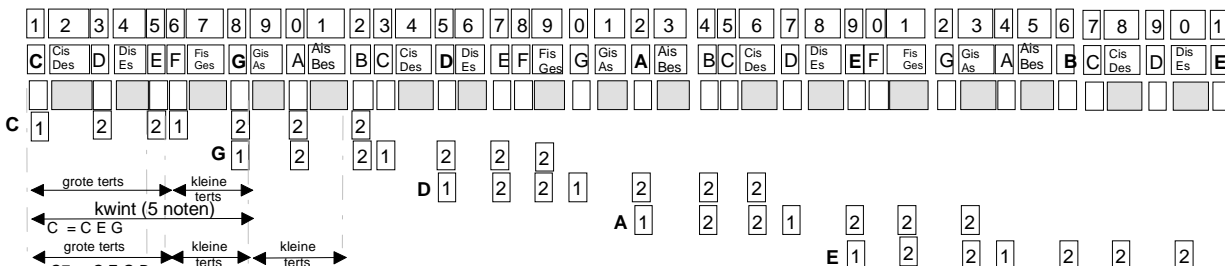 1 2 3 4 5 6 7 8 9 0 1 2 3 4 5 6 7 8 9 0 1 2 3 4 5 6 7 8 9 0 1 2 3 4 5 6 7 8 9 0 1
C Cis Des D Dis Es E F Fis Ges G Gis As A Ais Bes B C Cis Des D Dis Es E F Fis Ges G Gis As A Ais Bes B C Cis Des D Dis Es E F Fis Ges G Gis As A Ais Bes B C Cis Des D Dis Es E
C 1 2 2 1 2 2 2
G 1 2 2 1 2 2 2
D 1 2 2 1 2 2 2
A 1 2 2 1 2 2 2
E 1 2 2 1 2 2 2
grote terts kleine terts
kwint (5 noten)
C = C E G
grote terts kleine terts kleine terts